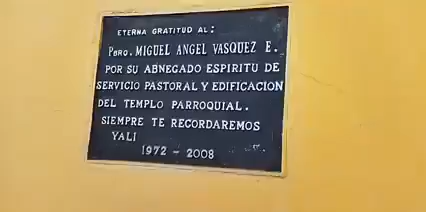 ETERNA GRATITUD AL:
PBRO. MIGUEL ANGEL VASQUEZ E.
POR SU ABNEGADO ESPIRITU DE
SERVICIO PASTORAL Y EDIFICACION
DEL TEMPLO PARROQUIAL.
SIEMPRE TE RECORDAREMOS
YALI
1972 - 2008